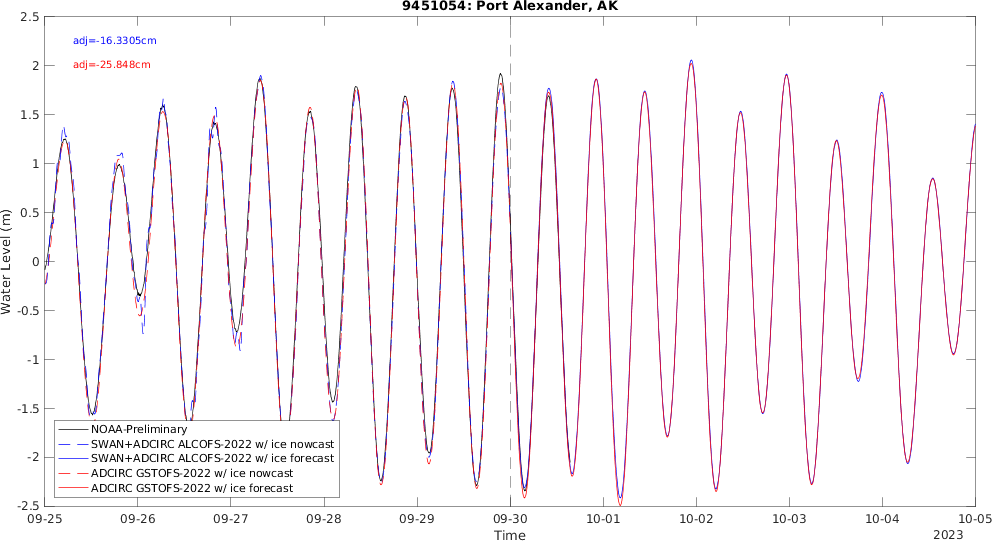 9451054: Port Alexander, AK
adj=-16.3305cm
adj=-25.848cm
2.5
2
1.5
1
0.5
0
-0.5
-1
-1.5
-2
-2.5
Water Level (m)
NOAA-Preliminary
SWAN+ADCIRC ALCOFS-2022 w/ ice nowcast
SWAN+ADCIRC ALCOFS-2022 w/ ice forecast
ADCIRC GSTOFS-2022 w/ ice nowcast
ADCIRC GSTOFS-2022 w/ ice forecast
09-25 09-26 09-27 09-28 09-29 09-30 10-01 10-02 10-03 10-04 10-05
Time
2023